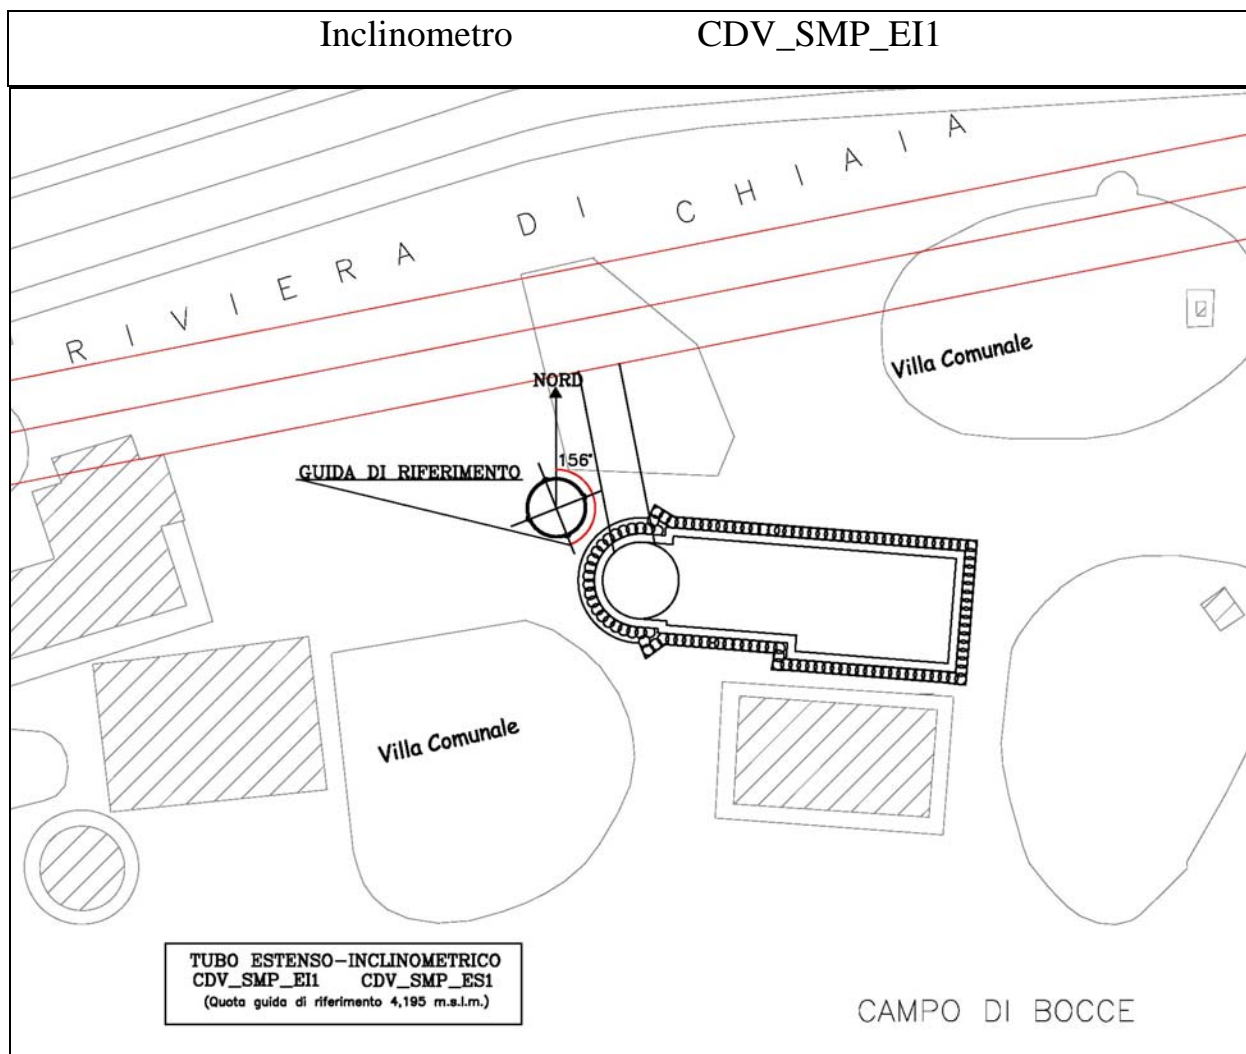 Inclinometro CDV_SMP_EI1
RIVIERA DI CHIAIA
Villa Comunale
NORD
156°
GUIDA DI RIFERIMENTO
Villa Comunale
TUBO ESTENSO-INCLINOMETRICO
CDV_SMP_EI1 CDV_SMP_ES1
(Quota guida di riferimento 4,195 m.s.l.m.)
CAMPO DI BOCCE